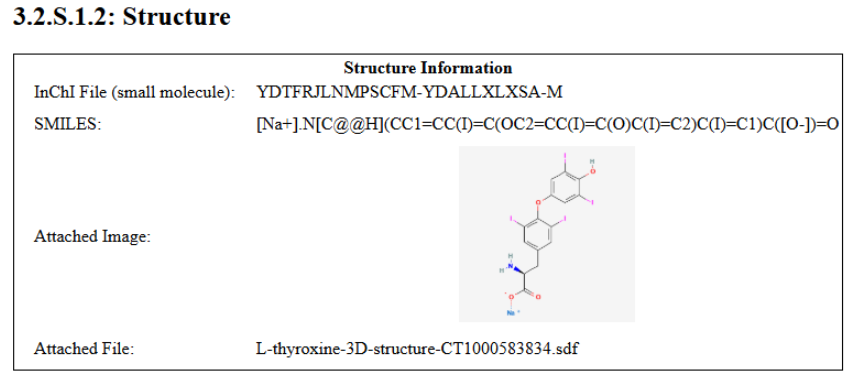 3.2.S.1.2: Structure
Structure Information
InChI File (small molecule): YDTFRJLNMPSCFM-YDALLXLXSA-M
SMILES: [Na+].N[C@@H](CC1=CC(I)=C(OC2=CC(I)=C(O)C(I)=C2)C(I)=C1)C([O-])=O
Attached Image:
I
H
O
I
O
I
I
H
N
H
O
O
Na +
Attached File: L-thyroxine-3D-structure-CT1000583834.sdf